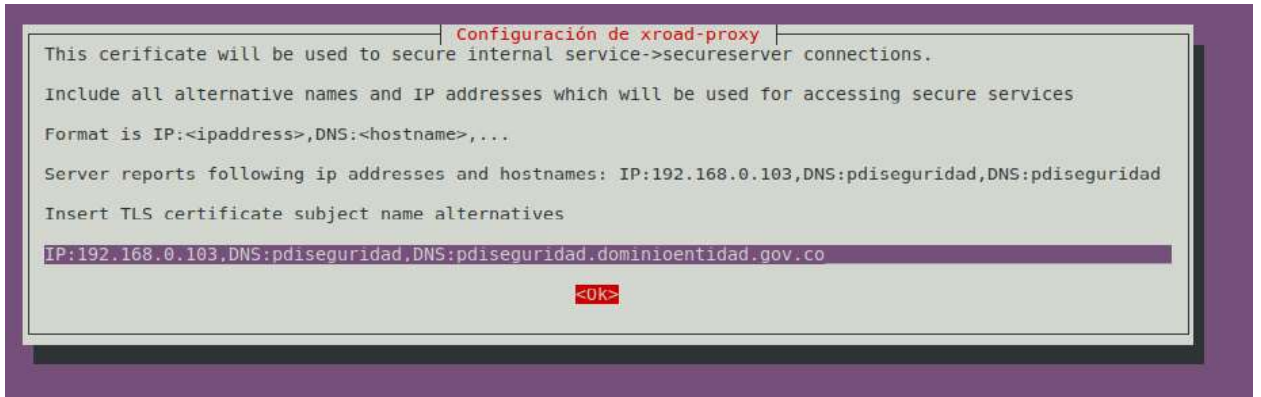 Configuración de xroad-proxy
This cerificate will be used to secure internal service->secureserver connections.
Include all alternative names and IP addresses which will be used for accessing secure services
Format is IP:<ipaddress>,DNS:<hostname>,...
Server reports following ip addresses and hostnames: IP:192.168.0.103,DNS:pdiseguridad,DNS:pdiseguridad
Insert TLS certificate subject name alternatives
IP:192.168.0.103,DNS:pdiseguridad,DNS:pdiseguridad.dominioentidad.gov.co
<Ok>